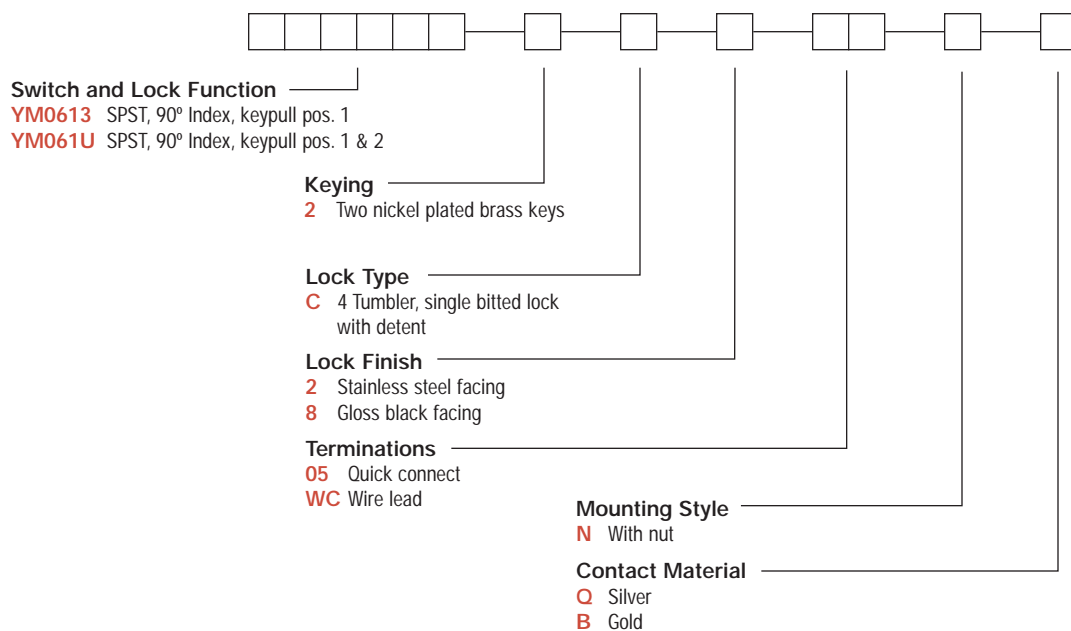 Switch and Lock Function
YM0613 SPST, 90º Index, keypull pos. 1
YM061U SPST, 90º Index, keypull pos. 1 & 2
Keying
2 Two nickel plated brass keys
Lock Type
C 4 Tumbler, single bitted lock
with detent
Lock Finish
2 Stainless steel facing
8 Gloss black facing
Terminations
05 Quick connect
WC Wire lead
Mounting Style
N With nut
Contact Material
Q Silver
B Gold